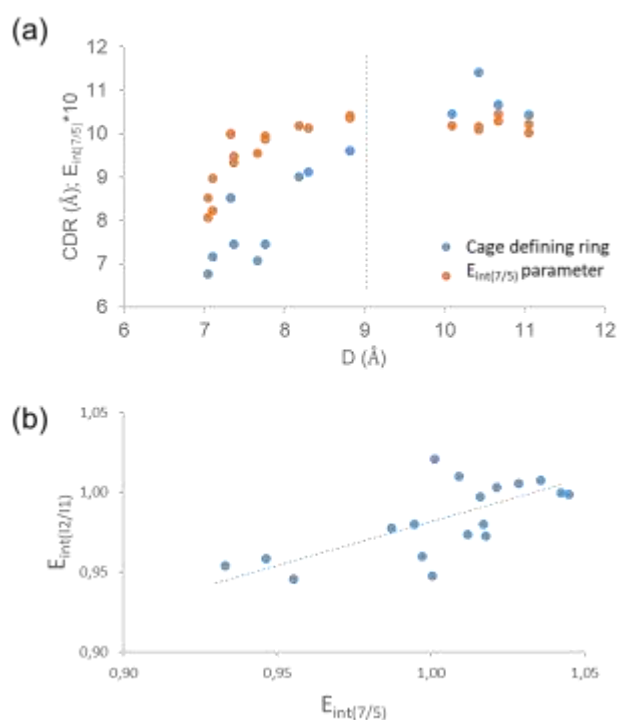 (a)
12
11
10
9
8
7
6
CDR (Å); Eint(7/5)*10
Cage defining ring
Eint(7/5) parameter
6 7 8 9 10 11 12
D (Å)
(b)
1,05
1,00
0,95
0,90
Eint(I2/I1)
0,90 0,95 1,00 1,05
Eint(7/5)